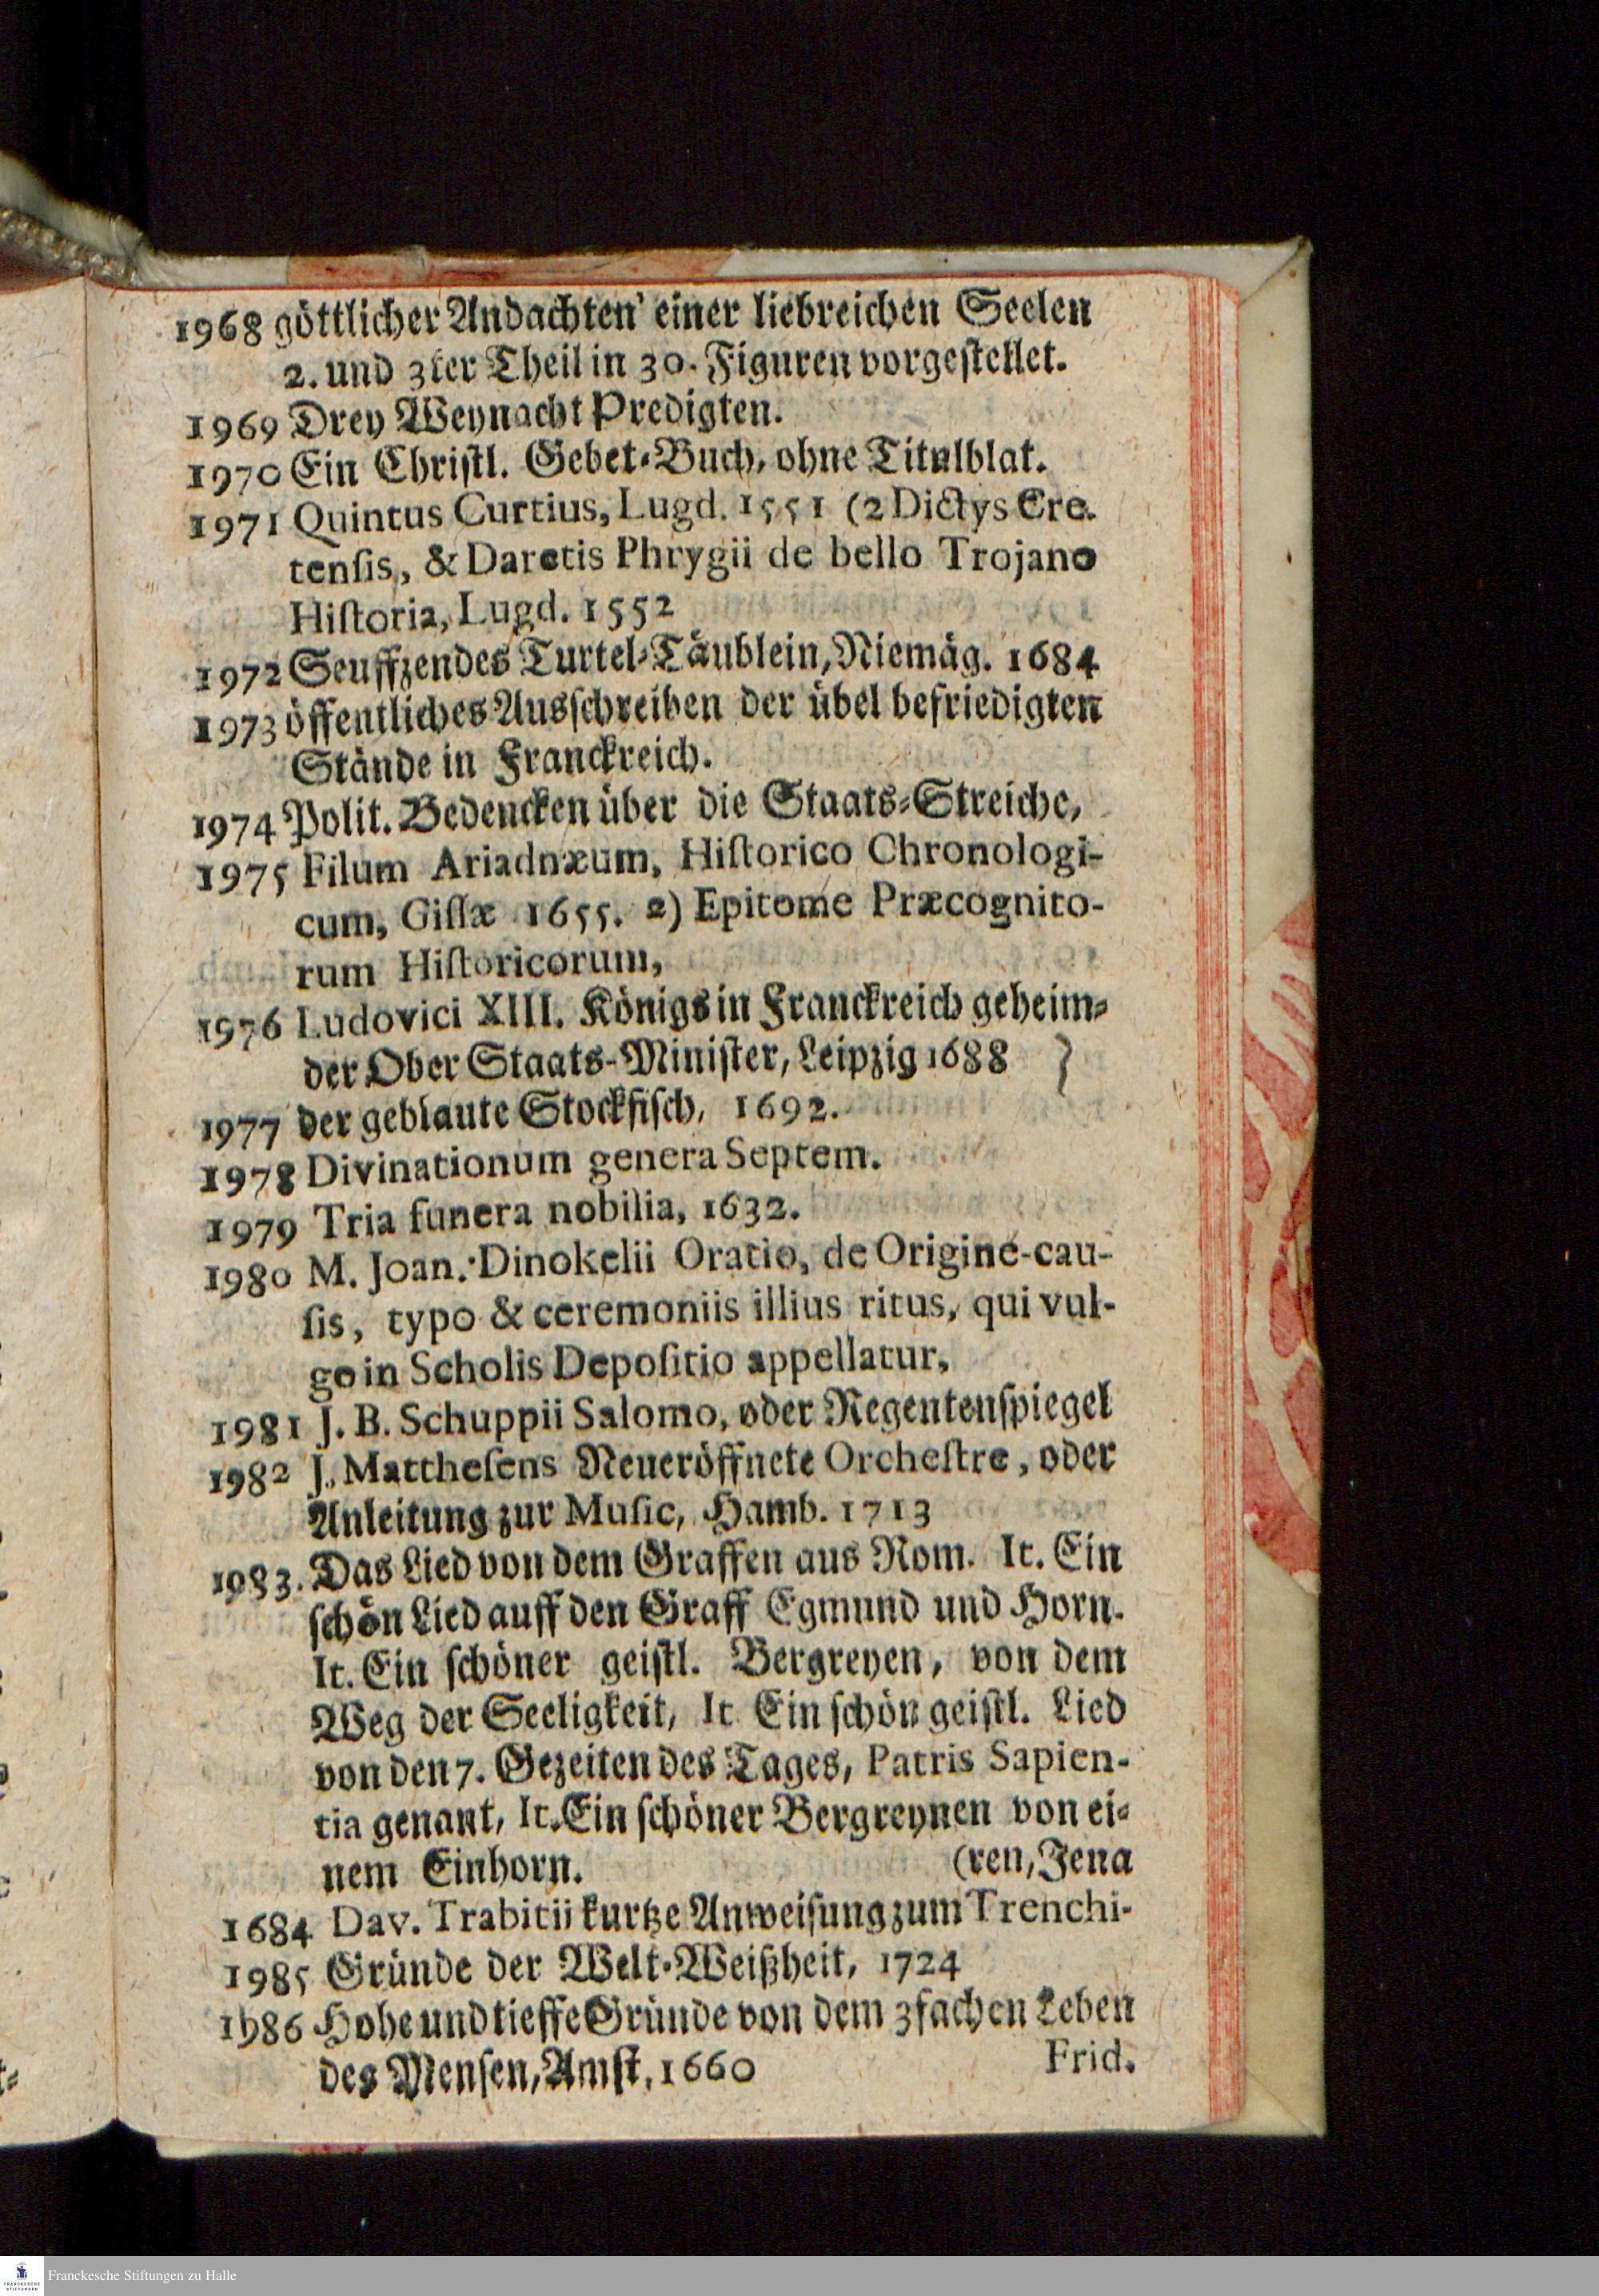 1968 göttlicher Andachten einer liebreichen Seelen
2. und 3ter Theil in 30. Figuren vorgestellet.
1969 Drey Weynacht Predigten.
1970 Ein Christl. Gebet-Buch, ohne Titulblat.
1971 Quintus Curtius, Lugd. 1551 (2 Dictys Cre-
tensis, & Daretis Phrygii de bello Trojano
Historia, Lugd. 1552
1972 Seuffzendes Turtel-Täublein, Niemäg. 1684
1973 öffentliches Ausschreiben der übel befriedigten
Stände in Franckreich.
1974 Polit. Bedencken über die Staats-Streiche,
1975 Filum Ariadnæum, Historico Chronologi-
cum, Gissæ 1655. 2) Epitome Præcognito-
rum Historicorum,
1976 Ludovici XIII. Königs in Franckreich geheim-
der Ober Staats-Minister, Leipzig 1688 }
1977 der geblaute Stockfisch, 1692.
1978 Divinationum genera Septem.
1979 Tria funera nobilia, 1632.
1980 M. Joan. Dinokelii Oratio, de Origine-cau-
sis, typo & ceremoniis illius ritus, qui vul-
go in Scholis Depositio appellatur,
1981 J. B. Schuppii Salomo, oder Regentenspiegel
1982 J. Matthesens Neueröffnete Orchestre, oder
Anleitung zur Music, Hamb. 1713
1983. Das Lied von dem Graffen aus Rom. It. Ein
schön Lied auff den Graff Egmund und Horn.
It. Ein schöner geistl. Bergreyen, von dem
Weg der Seeligkeit, It Ein schön geistl. Lied
von den 7. Gezeiten des Tages, Patris Sapien-
tia genant, It. Ein schöner Bergreynen von ei-
nem Einhorn. (ren, Jena
1684 Dav. Trabitii kurtze Anweisung zum Trenchi-
1985 Gründe der Welt-Weißheit, 1724
1986 Hohe und tieffe Gründe von dem 3fachen Leben
des Mensen, Amst, 1660 Frid.
Franckesche Stiftungen zu Halle